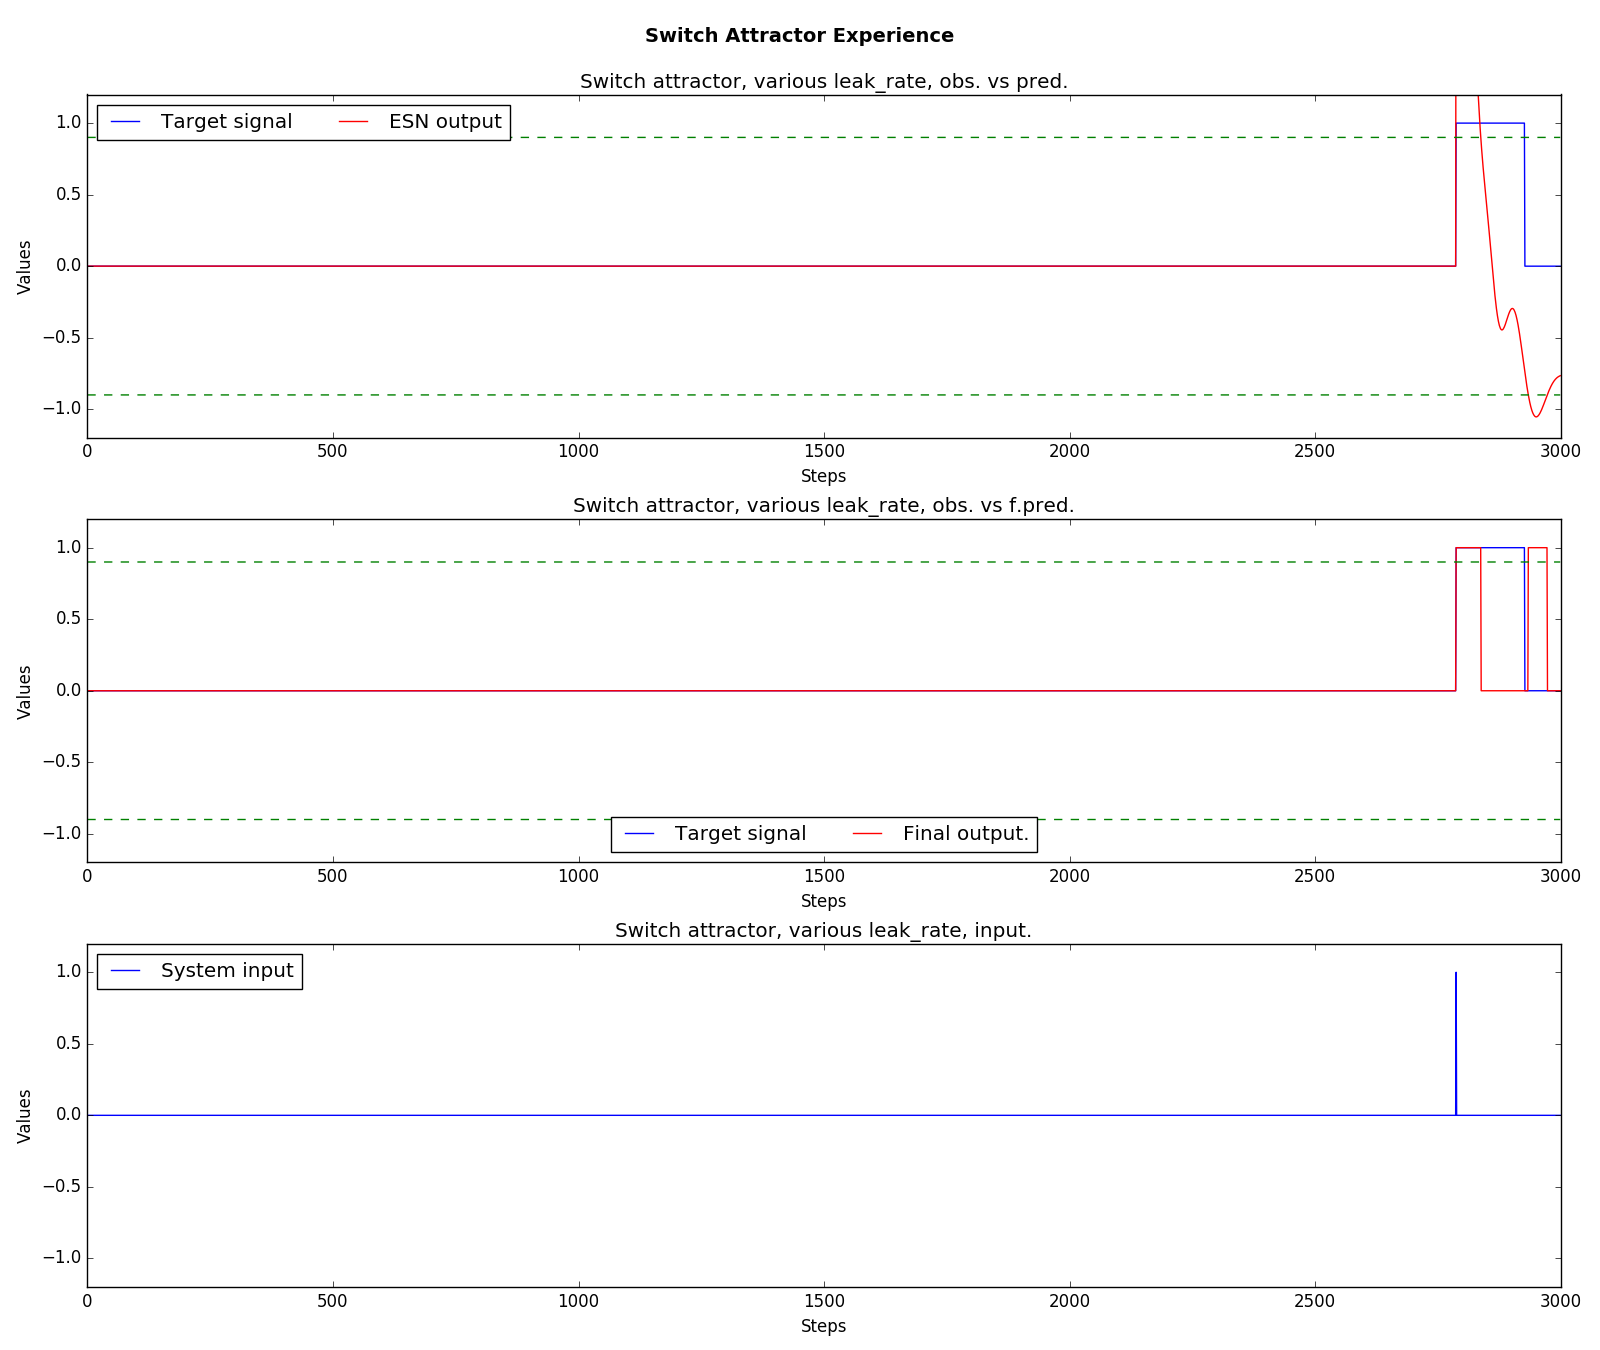 Switch Attractor Experience
Switch attractor, various leak_rate, obs. vs pred.
Target signal ESN output
1.0
0.5
0.0
−0.5
−1.0
Values
0 500 1000 1500 2000 2500 3000
Steps
Switch attractor, various leak_rate, obs. vs f.pred.
1.0
0.5
0.0
−0.5
−1.0
Values
Target signal Final output.
0 500 1000 1500 2000 2500 3000
Steps
Switch attractor, various leak_rate, input.
System input
1.0
0.5
0.0
−0.5
−1.0
Values
0 500 1000 1500 2000 2500 3000
Steps